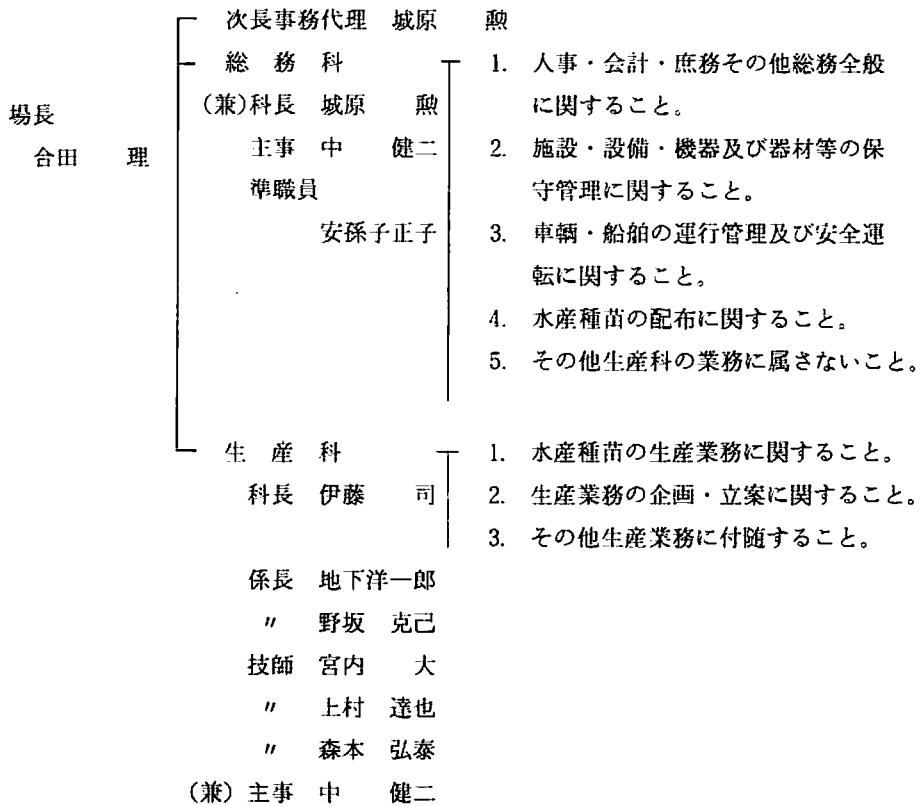 次長事務代理 城原 勲
総務科 1. 人事・会計・庶務その他総務全般
場長 (兼)科長 城原 勲 に関すること。
合田 理 主事 中 健二 2. 施設・設備・機器及び器材等の保
準職員 守管理に関すること。
安孫子正子 3. 車輌・船舶の運行管理及び安全運
転に関すること。
4. 水産種苗の配布に関すること。
5. その他生産科の業務に属さないこと。
生産科 1. 水産種苗の生産業務に関すること。
科長 伊藤 司 2. 生産業務の企画・立案に関すること。
3. その他生産業務に付随すること。
係長 地下洋一郎
〃 野坂 克己
技師 宮内 大
〃 上村 達也
〃 森本 弘泰
(兼)主事 中 健二